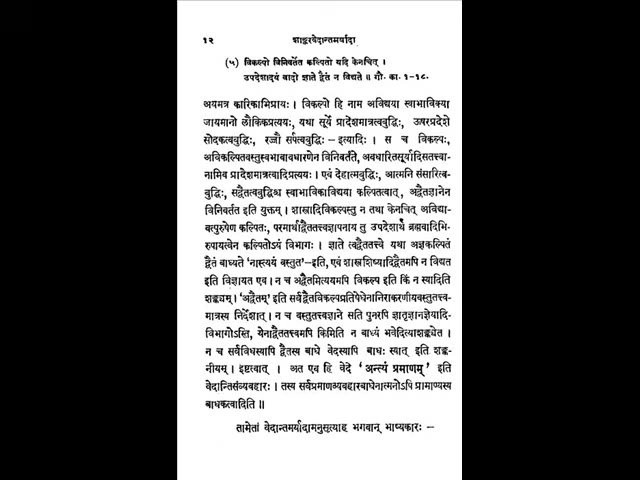 १२ शाङ्करवेदान्तमर्यादा
(५) विकल्पो विनिवर्तेत कल्पितो यदि केनचित् ।
उपदेशादयं वादो ज्ञाते द्वैतं न विद्यते ॥ गौ. का. १-१८.
अयमत्र कारिकाभिप्रायः । विकल्पो हि नाम अविद्यया स्वाभाविक्या
जायमानो लौकिकप्रत्ययः, यथा सूर्ये प्रादेशमात्रत्वबुद्धिः, ऊषरप्रदेशे
सोदकत्वबुद्धिः, रज्जौ सर्पत्वबुद्धिः – इत्यादिः । स च विकल्पः,
अविकल्पितवस्तुस्वभावावधारणेन विनिवर्तते, अवधारितसूर्यादिसतत्त्वा-
नामिव प्रादेशमात्रत्वादिप्रत्ययः । एवं देहात्मबुद्धिः, आत्मनि संसारित्व-
बुद्धिः, सद्वैतत्वबुद्धिश्च स्वाभाविकाविद्यया कल्पितत्वात्, अद्वैतज्ञानेन
विनिवर्तत इति युक्तम् । शास्त्रादिविकल्पस्तु न तथा केनचित् अविद्या-
वत्पुरुषेण कल्पितः, परमार्थाद्वैततत्त्वज्ञापनाय तु उपदेशार्थं ब्रह्मवादिभि-
रुपायत्वेन कल्पितोऽयं विभागः । ज्ञाते त्वद्वैततत्त्वे यथा अज्ञकल्पितं
द्वैतं बाध्यते 'नास्त्ययं वस्तुत'–इति, एवं शास्त्रशिष्यादिद्वैतमपि न विद्यत
इति विज्ञायत एव । न च अद्वैतमित्ययमपि विकल्प इति किं न स्यादिति
शङ्क्यम् । 'अद्वैतम्' इति सर्वद्वैतविकल्पप्रतिषेधेनानिराकरणीयवस्तुतत्त्व-
मात्रस्य निर्देशात् । न च वस्तुतत्त्वज्ञाने सति पुनरपि ज्ञातृज्ञानज्ञेयादि-
विभागोऽस्ति, येनाद्वैततत्त्वमपि किमिति न बाध्यं भवेदित्याशङ्क्येत ।
न च सर्वविधस्यापि द्वैतस्य बाधे वेदस्यापि बाधः स्यात् इति शङ्क-
नीयम् । इष्टत्वात् । अत एव हि वेदे 'अन्त्यं प्रमाणम्' इति
वेदान्तिसंव्यवहारः । तस्य सर्वप्रमाणव्यवहारबाधेनात्मनोऽपि प्रामाण्यस्य
बाधकत्वादिति ॥
तामेतां वेदान्तमर्यादामनुसृत्याह भगवान् भाष्यकारः –